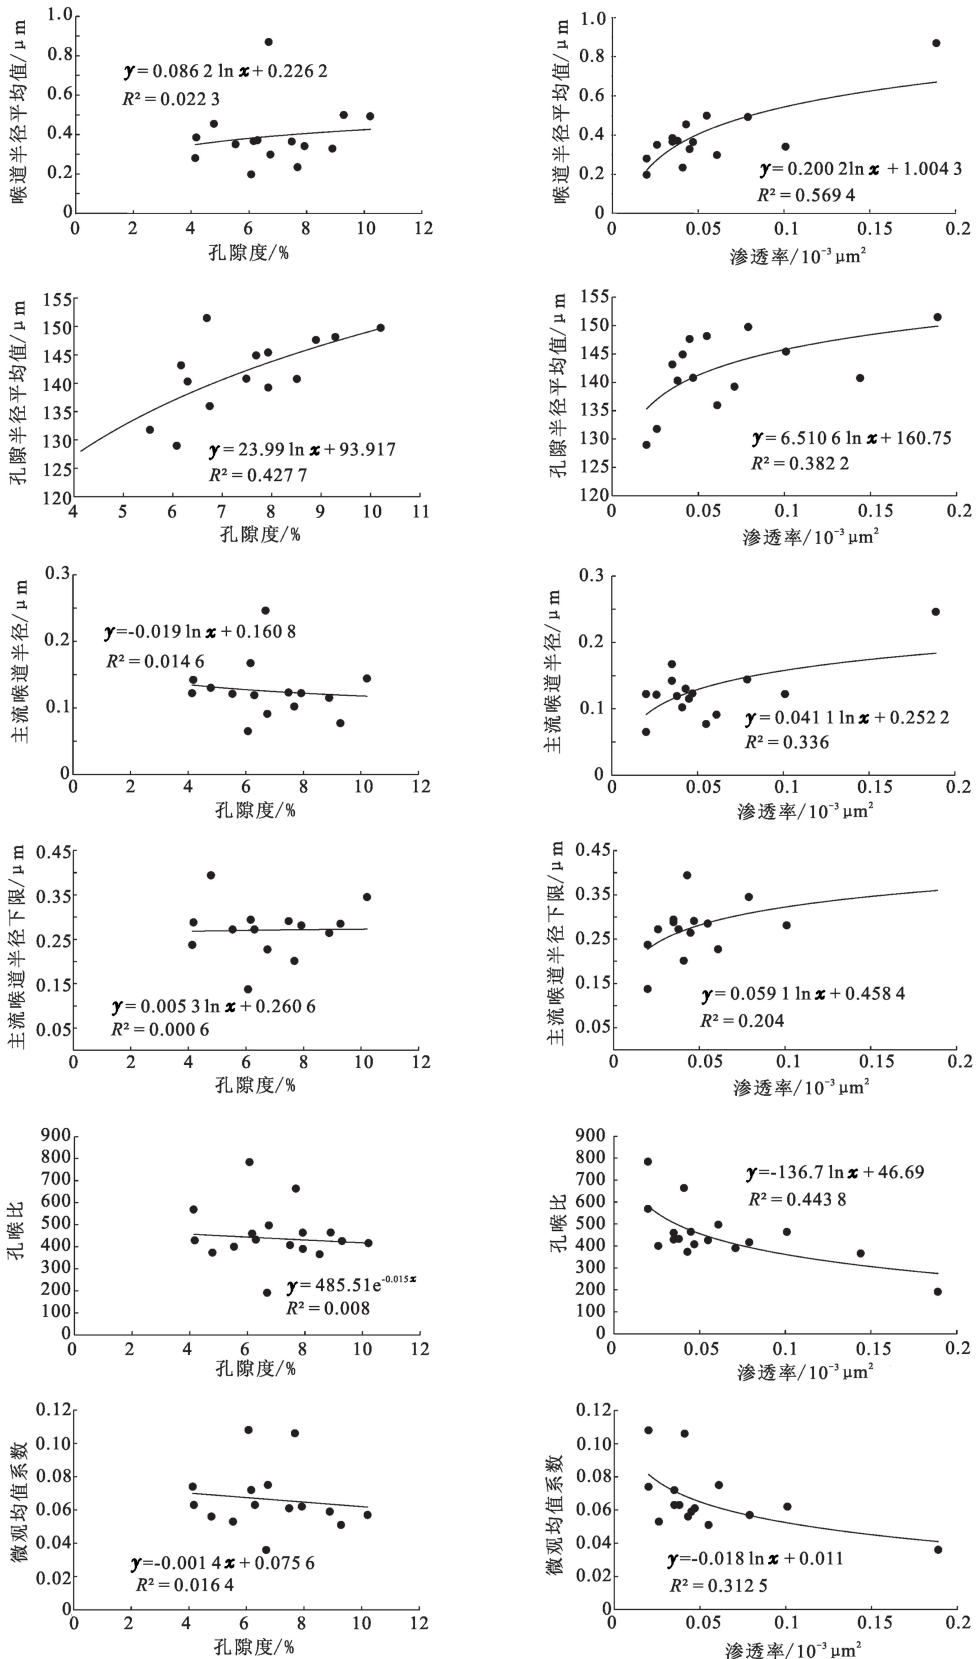 喉道半径平均值/μm
1.0
0.8
0.6
0.4
0.2
0
y=0.086 2 ln x+0.226 2
R²=0.022 3
0 2 4 6 8 10 12
孔隙度/%
喉道半径平均值/μm
1.0
0.8
0.6
0.4
0.2
0
y=0.200 2ln x +1.004 3
R²=0.569 4
0 0.05 0.1 0.15 0.2
渗透率/10⁻³μm²
孔隙半径平均值/μm
155
150
145
140
135
130
125
120
y=23.99 ln x+93.917
R²=0.427 7
4 5 6 7 8 9 10 11
孔隙度/%
孔隙半径平均值/μm
155
150
145
140
135
130
125
120
y=6.510 6 ln x+160.75
R²=0.382 2
0 0.05 0.1 0.15 0.2
渗透率/10⁻³μm²
主流喉道半径/μm
0.3
0.2
0.1
0
y=-0.019 ln x+0.160 8
R²=0.014 6
0 2 4 6 8 10 12
孔隙度/%
主流喉道半径/μm
0.3
0.2
0.1
0
y=0.041 1 ln x+0.252 2
R²=0.336
0 0.05 0.1 0.15 0.2
渗透率/10⁻³μm²
主流喉道半径下限/μm
0.45
0.35
0.25
0.15
0.05
y=0.005 3 ln x+0.260 6
R²=0.000 6
0 2 4 6 8 10 12
孔隙度/%
主流喉道半径下限/μm
0.45
0.35
0.25
0.15
0.05
y=0.059 1 ln x+0.458 4
R²=0.204
0 0.05 0.1 0.15 0.2
渗透率/10⁻³μm²
孔喉比
900
800
700
600
500
400
300
200
100
0
y=485.51e⁻⁰·⁰¹⁵ˣ
R²=0.008
0 2 4 6 8 10 12
孔隙度/%
孔喉比
900
800
700
600
500
400
300
200
100
0
y=-136.7 ln x+46.69
R²=0.443 8
0 0.05 0.1 0.15 0.2
渗透率/10⁻³μm²
微观均值系数
0.12
0.10
0.08
0.06
0.04
0.02
0
y=-0.001 4 x+0.075 6
R²=0.016 4
0 2 4 6 8 10 12
孔隙度/%
微观均值系数
0.12
0.10
0.08
0.06
0.04
0.02
0
y=-0.018 ln x+0.011
R²=0.312 5
0 0.05 0.1 0.15 0.2
渗透率/10⁻³μm²